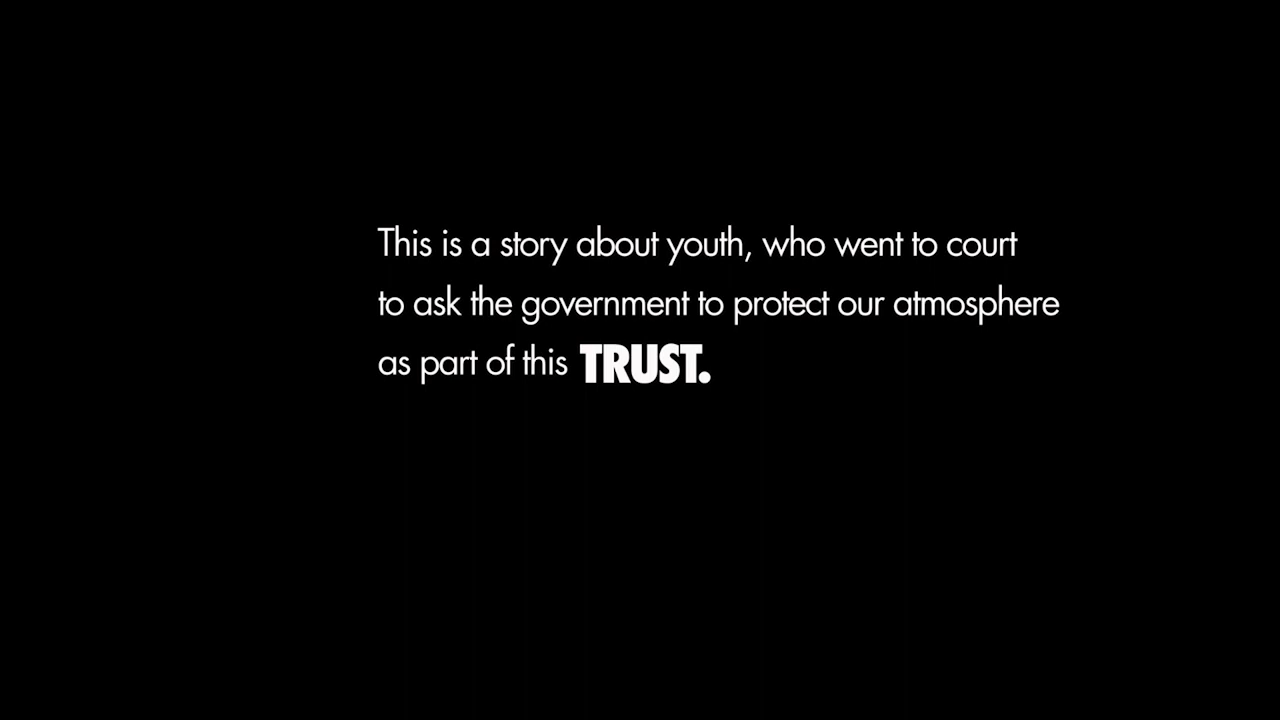 This is a story about youth, who went to court
to ask the government to protect our atmosphere
as part of this TRUST.